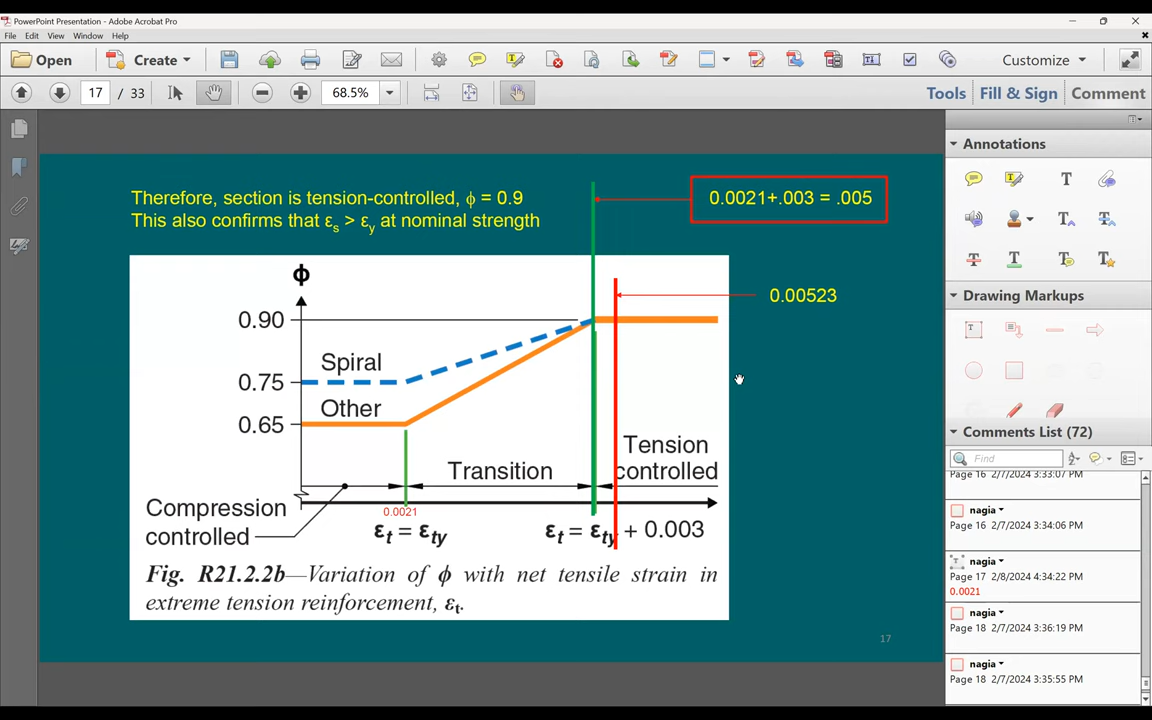 PowerPoint Presentation - Adobe Acrobat Pro
File Edit View Window Help
Open Create Customize
17 / 33 68.5% Tools Fill & Sign Comment
Annotations
Therefore, section is tension-controlled, ϕ = 0.9
This also confirms that εs > εy at nominal strength
0.0021+.003 = .005
0.00523
ϕ
0.90
Spiral
0.75
Other
0.65
Tension
controlled
Transition
Compression
controlled
0.0021
εt = εty
εt = εty + 0.003
Fig. R21.2.2b—Variation of ϕ with net tensile strain in
extreme tension reinforcement, εt.
17
Drawing Markups
Comments List (72)
Find
Page 16 2/7/2024 3:33:07 PM
nagia
Page 16 2/7/2024 3:34:06 PM
nagia
Page 17 2/8/2024 4:34:22 PM
0.0021
nagia
Page 18 2/7/2024 3:36:19 PM
nagia
Page 18 2/7/2024 3:35:55 PM